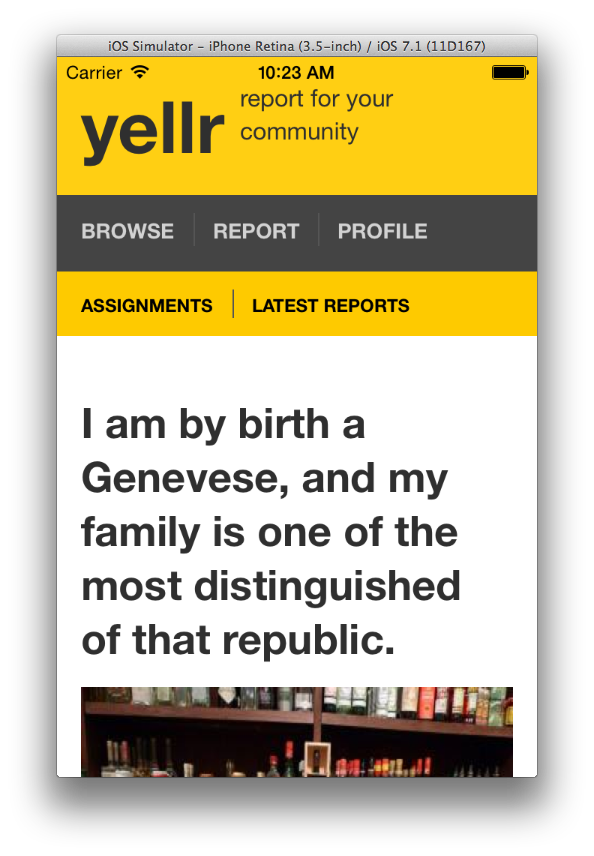 iOS Simulator – iPhone Retina (3.5-inch) / iOS 7.1 (11D167)
Carrier 10:23 AM
yellr report for your
community
BROWSE REPORT PROFILE
ASSIGNMENTS LATEST REPORTS
I am by birth a
Genevese, and my
family is one of the
most distinguished
of that republic.